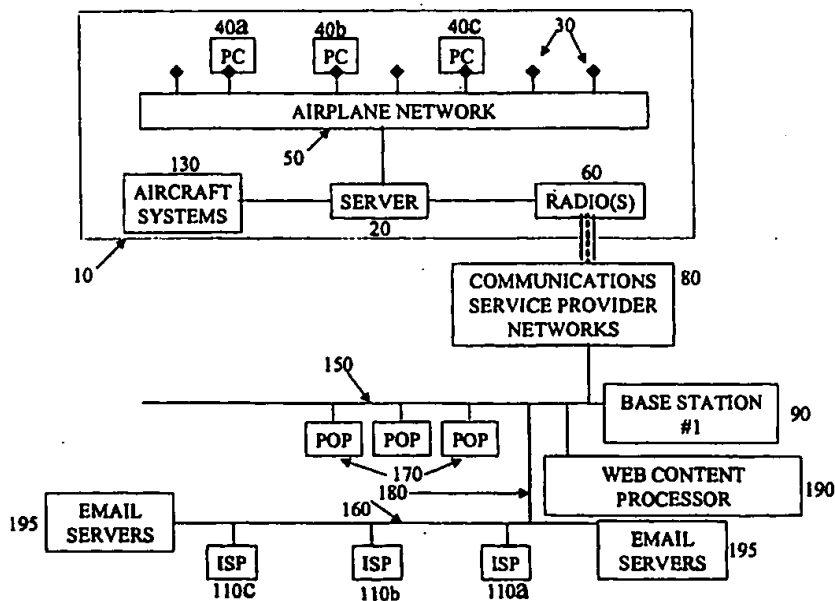 40a 40b 40c 30
PC PC PC
AIRPLANE NETWORK
50
130 60
AIRCRAFT
SYSTEMS
SERVER
RADIO(S)
20
10
COMMUNICATIONS
SERVICE PROVIDER
NETWORKS
80
150
BASE STATION
#1
90
POP POP POP
170
180
WEB CONTENT
PROCESSOR
190
160
195
EMAIL
SERVERS
EMAIL
SERVERS
195
ISP ISP ISP
110c 110b 110a